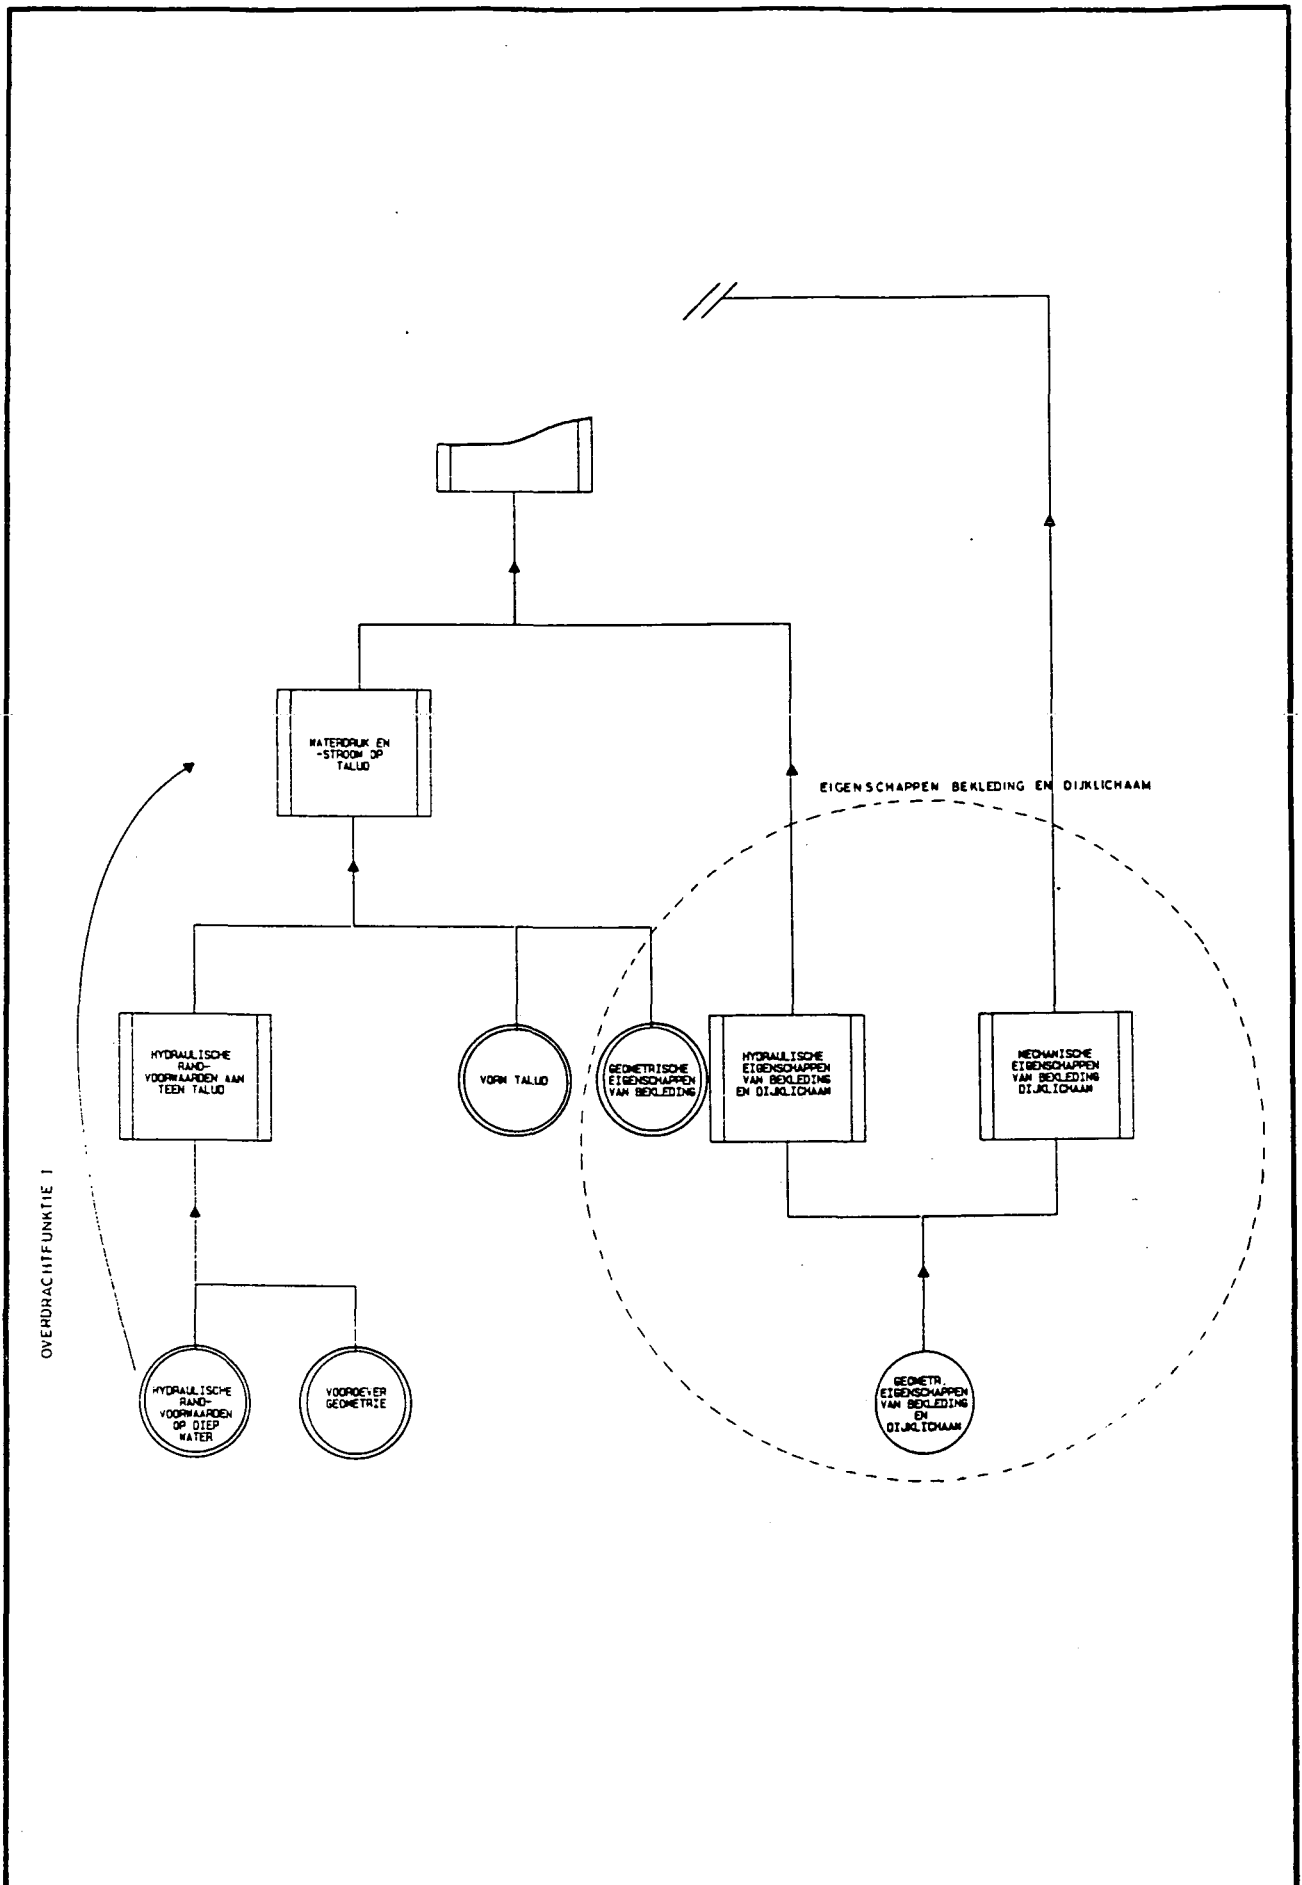 WATERDRUK EN
-STROOM OP
TALUD
EIGENSCHAPPEN BEKLEDING EN DIJKLICHAAM
HYDRAULISCHE
RAND-
VOORWAARDEN AAN
TEEN TALUD
VORM TALUD
GEOMETRISCHE
EIGENSCHAPPEN
VAN BEKLEDING
HYDRAULISCHE
EIGENSCHAPPEN
VAN BEKLEDING
EN DIJKLICHAAM
MECHANISCHE
EIGENSCHAPPEN
VAN BEKLEDING
DIJKLICHAAM
OVERDRACHTFUNKTIE I
HYDRAULISCHE
RAND-
VOORWAARDEN
OP DIEP
WATER
VOOROEVER
GEOMETRIE
GEOMETR.
EIGENSCHAPPEN
VAN BEKLEDING
EN
DIJKLICHAAM